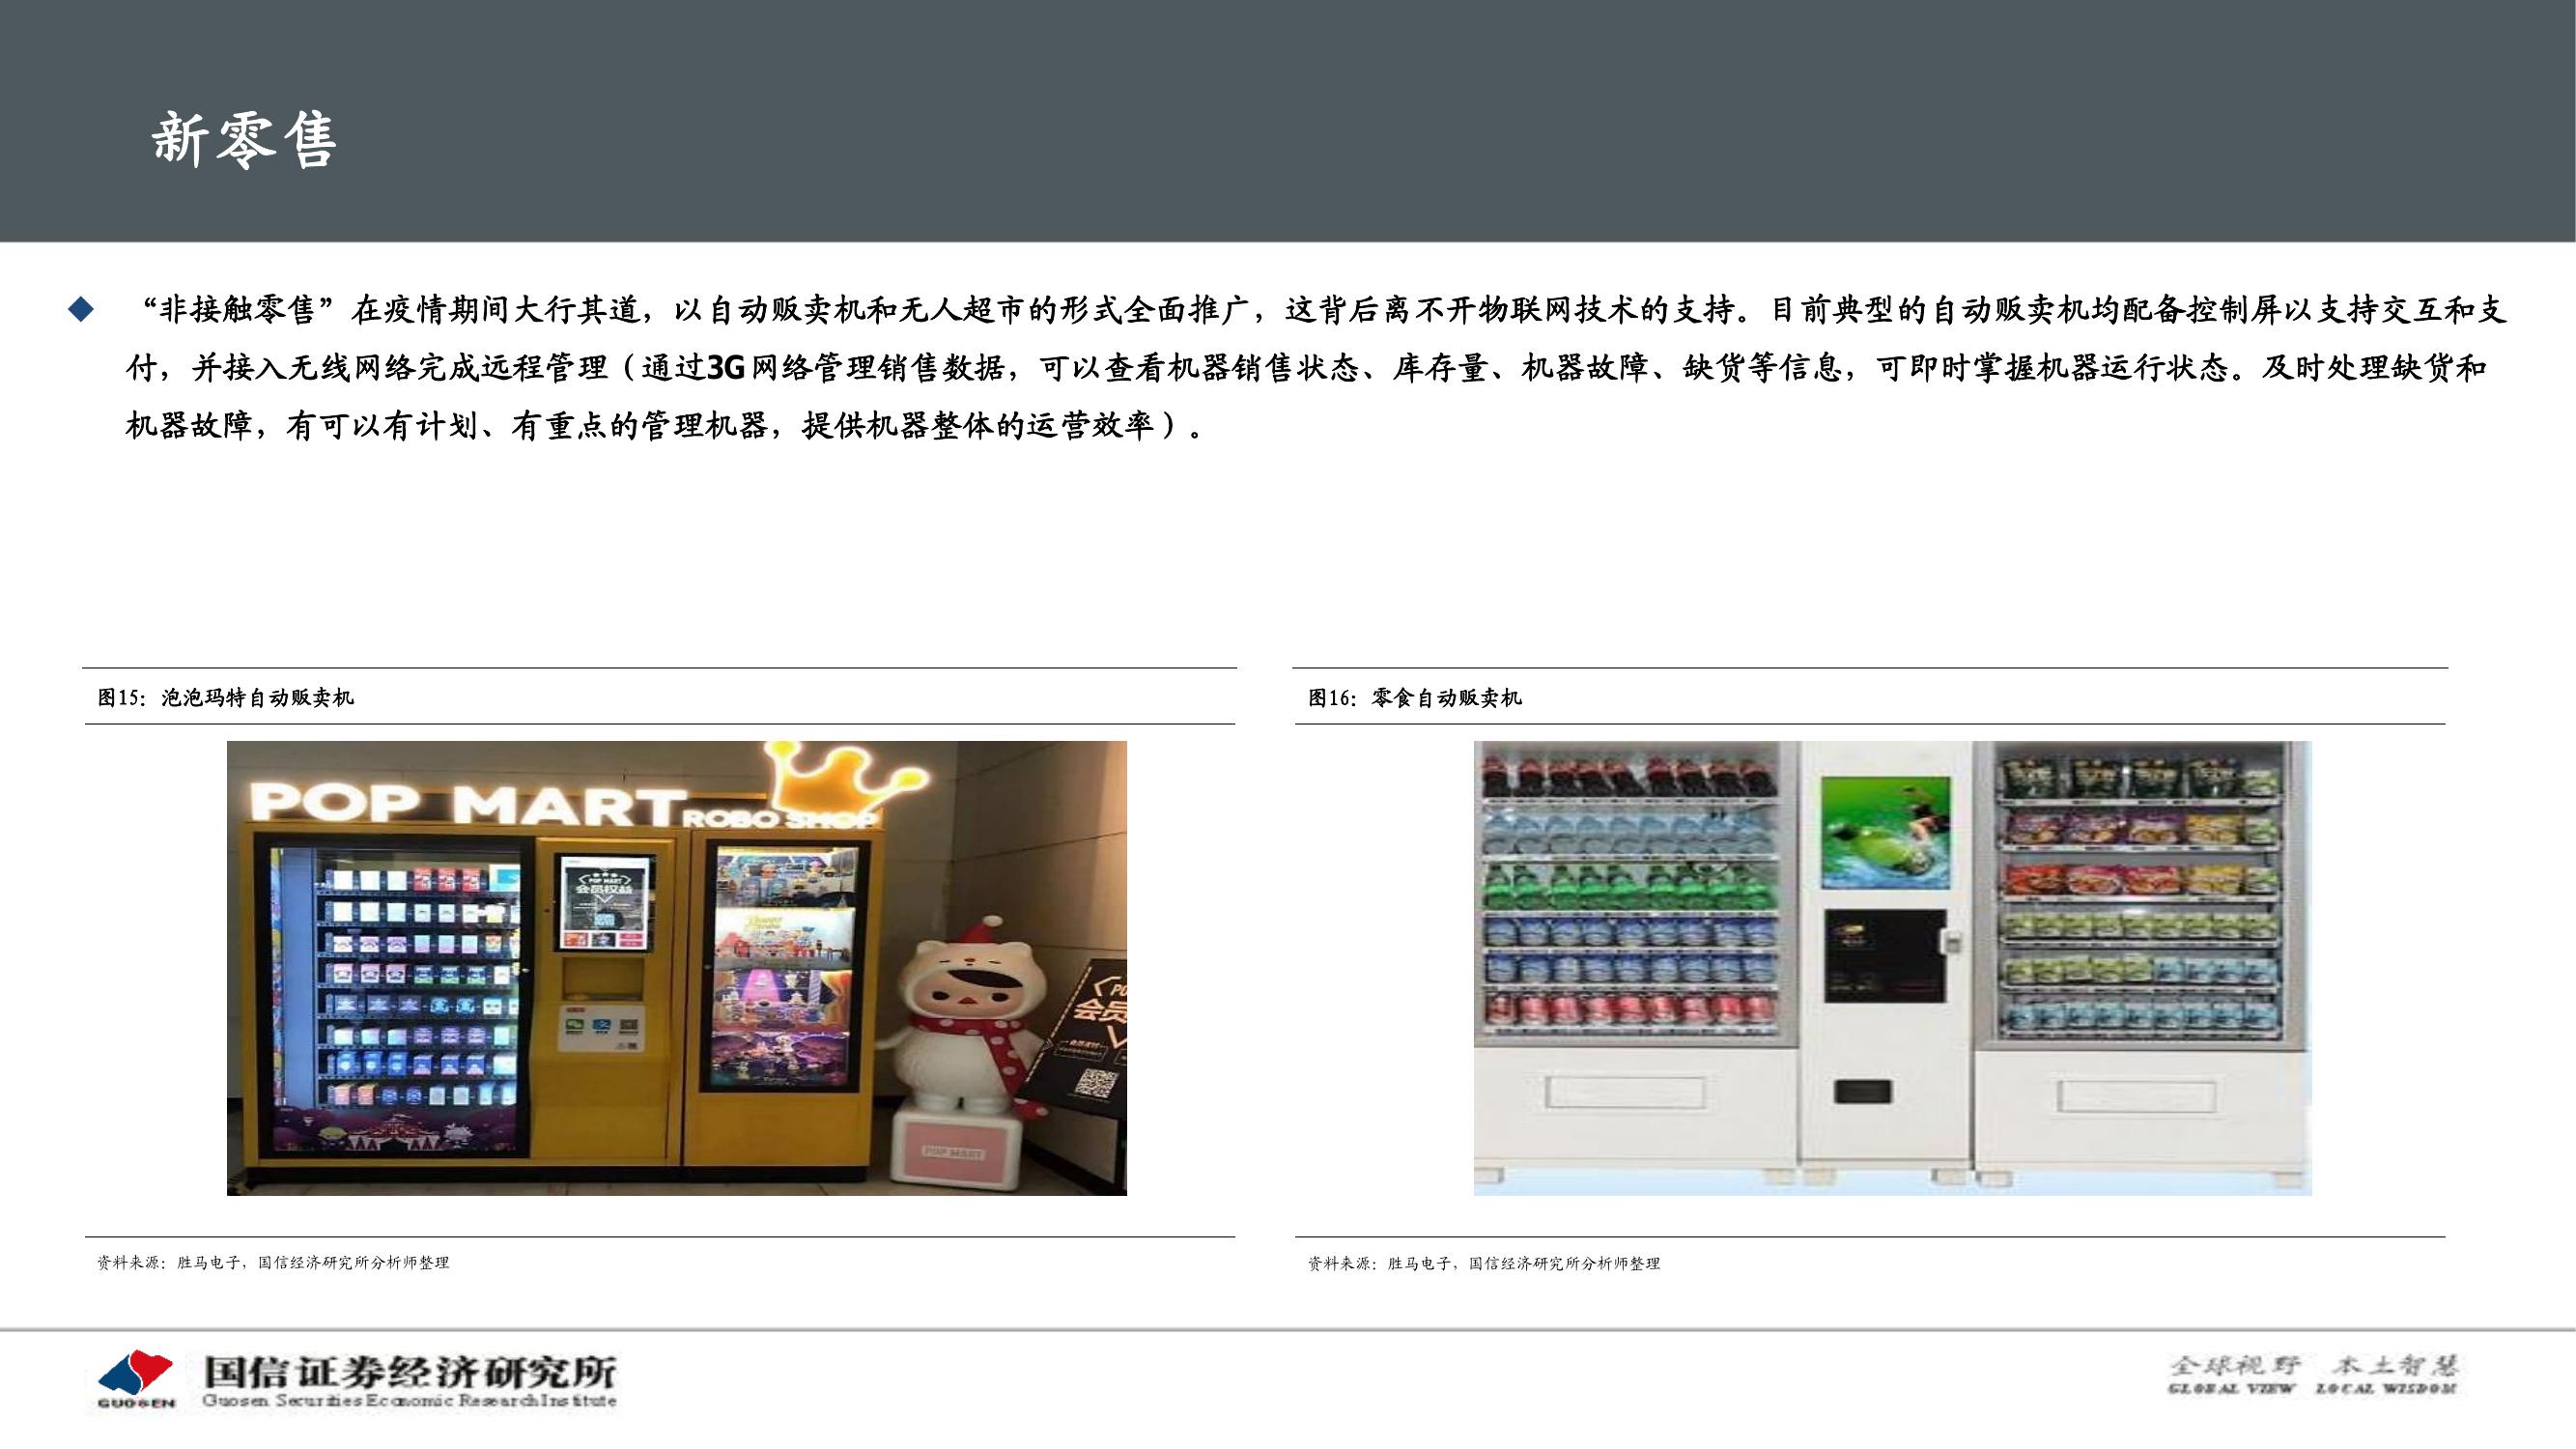 新零售
“非接触零售”在疫情期间大行其道，以自动贩卖机和无人超市的形式全面推广，这背后离不开物联网技术的支持。目前典型的自动贩卖机均配备控制屏以支持交互和支
付，并接入无线网络完成远程管理（通过3G网络管理销售数据，可以查看机器销售状态、库存量、机器故障、缺货等信息，可即时掌握机器运行状态。及时处理缺货和
机器故障，有可以有计划、有重点的管理机器，提供机器整体的运营效率）。
图15：泡泡玛特自动贩卖机
POP MART ROBO SHOP
POP MART
会员权益
会员
POP MART
资料来源：胜马电子，国信经济研究所分析师整理
图16：零食自动贩卖机
资料来源：胜马电子，国信经济研究所分析师整理
GUOSEN
国信证券经济研究所
Guosen Securities Economic Research Institute
全球视野 本土智慧
GLOBAL VIEW LOCAL WISDOM